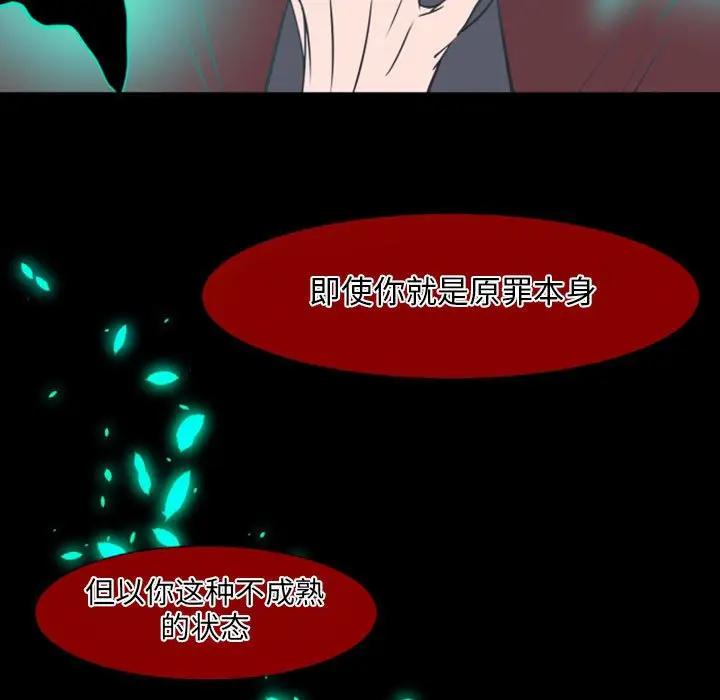 即使你就是原罪本身
但以你这种不成熟
的状态